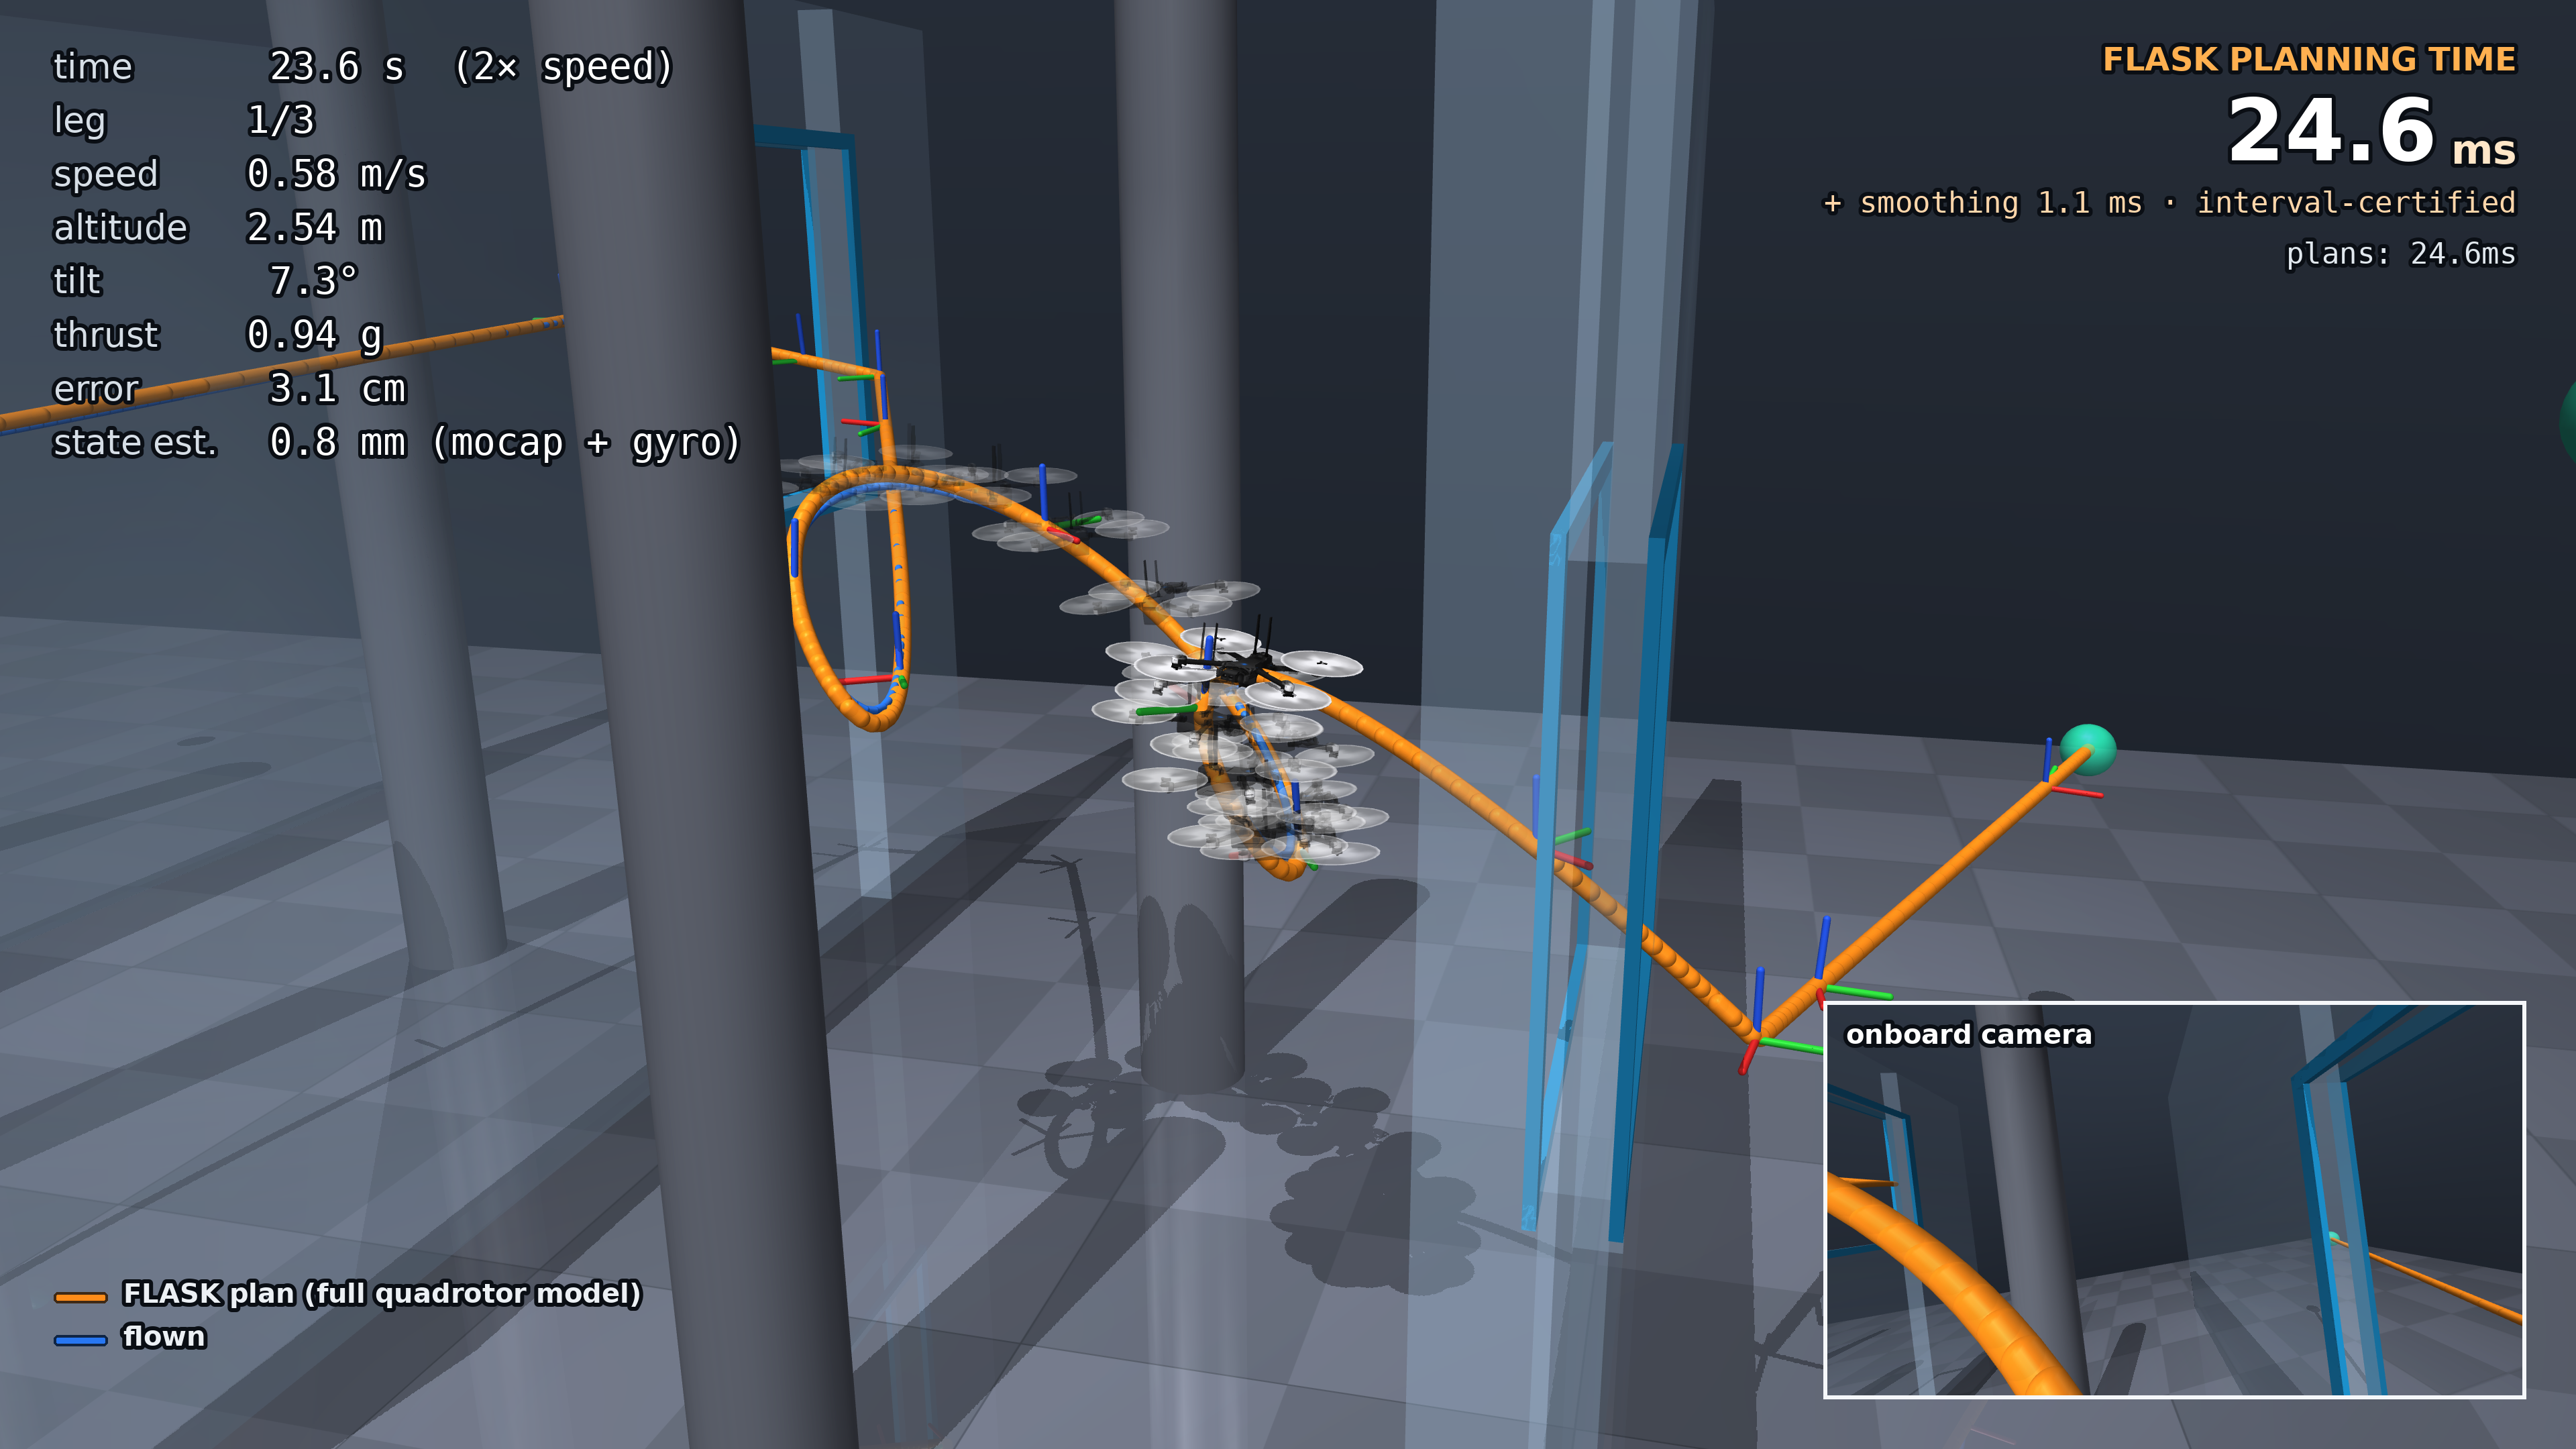 time 23.6 s (2× speed)
leg 1/3
speed 0.58 m/s
altitude 2.54 m
tilt 7.3°
thrust 0.94 g
error 3.1 cm
state est. 0.8 mm (mocap + gyro)
FLASK PLANNING TIME
24.6 ms
+ smoothing 1.1 ms · interval-certified
plans: 24.6ms
onboard camera
FLASK plan (full quadrotor model)
flown